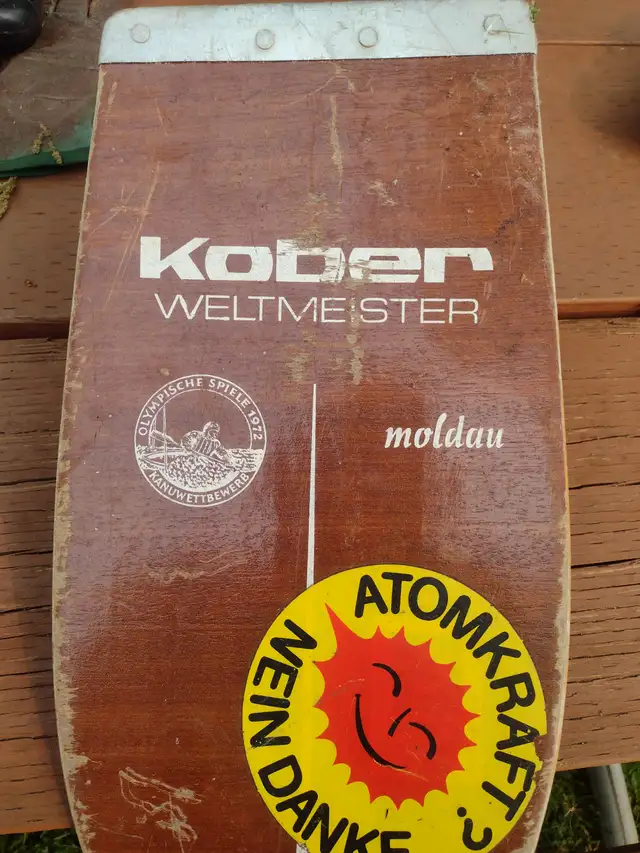 Kober
WELTMEISTER
OLYMPISCHE SPIELE 1972
KANUWETTBEWERB
moldau
ATOMKRAFT?
NEIN DANKE